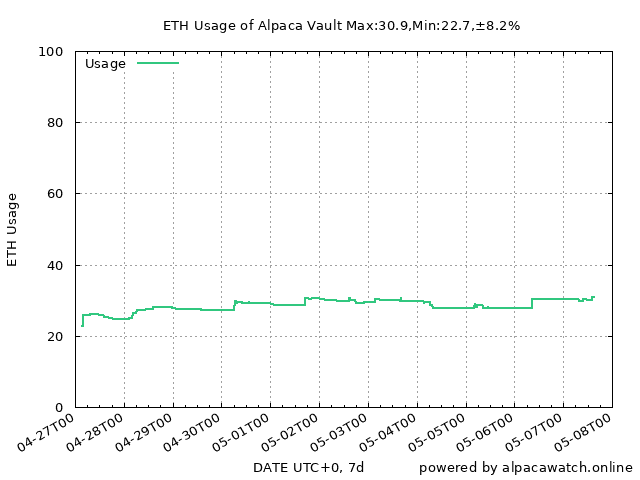 ETH Usage of Alpaca Vault Max:30.9,Min:22.7,±8.2%
Usage
100
80
60
40
20
0
ETH Usage
04-27T00
04-28T00
04-29T00
04-30T00
05-01T00
05-02T00
05-03T00
05-04T00
05-05T00
05-06T00
05-07T00
05-08T00
DATE UTC+0, 7d
powered by alpacawatch.online